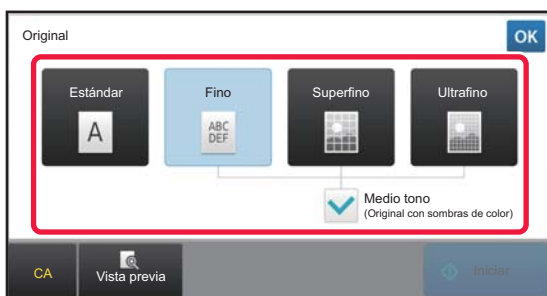 Original
OK
Estándar
Fino
Superfino
Ultrafino
A
ABC
DEF
Medio tono
(Original con sombras de color)
CA
Vista previa
Iniciar